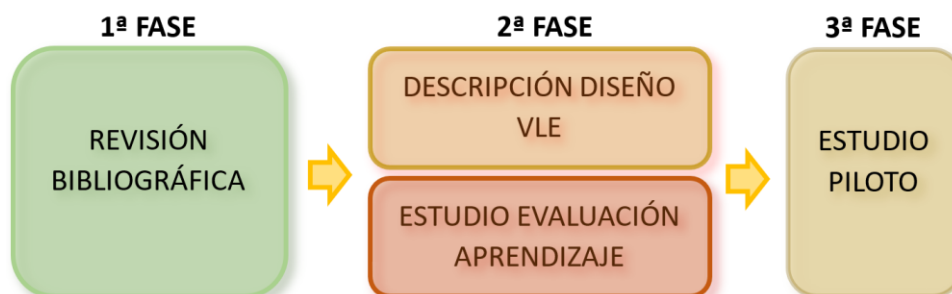 1ª FASE
REVISIÓN
BIBLIOGRÁFICA
2ª FASE
DESCRIPCIÓN DISEÑO
VLE
ESTUDIO EVALUACIÓN
APRENDIZAJE
3ª FASE
ESTUDIO
PILOTO